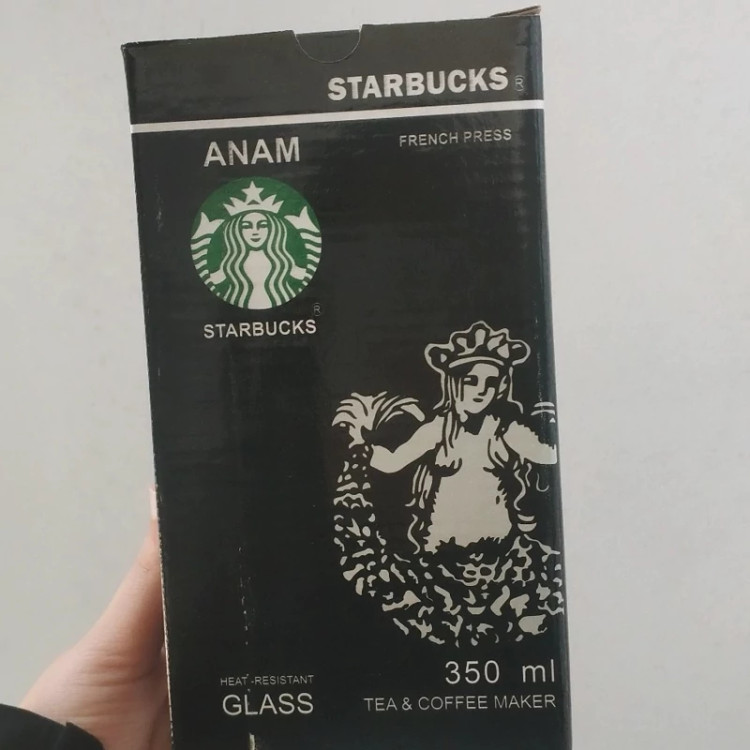 STARBUCKS®
ANAM
FRENCH PRESS
®
STARBUCKS
HEAT-RESISTANT
GLASS
350 ml
TEA & COFFEE MAKER